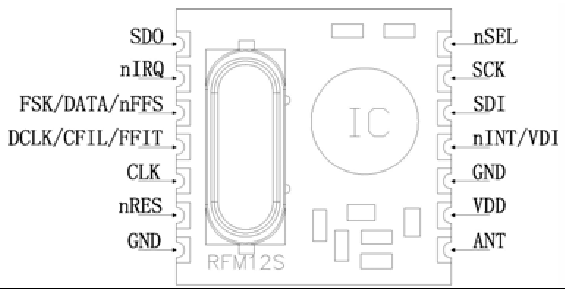 SDO
nIRQ
FSK/DATA/nFFS
DCLK/CFIL/FFIT
CLK
nRES
GND
IC
RFM12S
nSEL
SCK
SDI
nINT/VDI
GND
VDD
ANT